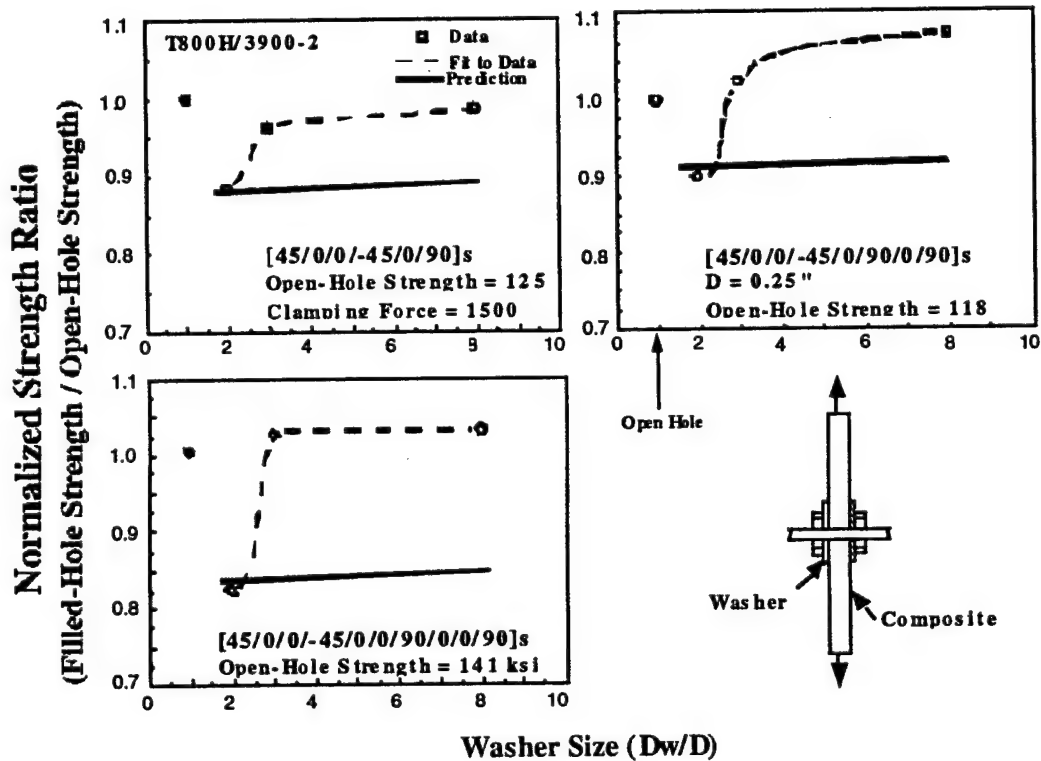 Normalized Strength Ratio
(Filled-Hole Strength / Open-Hole Strength)
1.1
1.0
0.9
0.8
0.7
0 2 4 6 8 10
T800H/3900-2
Data
Fit to Data
Prediction
[45/0/0/-45/0/90]s
Open-Hole Strength = 125
Clamping Force = 1500
1.1
1.0
0.9
0.8
0.7
0 2 4 6 8 10
[45/0/0/-45/0/90/0/90]s
D = 0.25"
Open-Hole Strength = 118
Open Hole
1.1
1.0
0.9
0.8
0.7
0 2 4 6 8 10
[45/0/0/-45/0/0/90/0/0/90]s
Open-Hole Strength = 141 ksi
Washer
Composite
Washer Size (Dw/D)